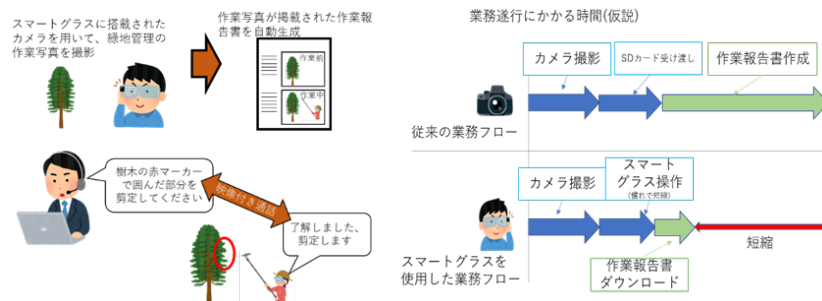 スマートグラスに搭載された
カメラを用いて、緑地管理の
作業写真を撮影
作業写真が掲載された作業報
告書を自動生成
作業前
作業中
樹木の赤マーカー
で囲んだ部分を
剪定してください
映像付き通話
了解しました、
剪定します
業務遂行にかかる時間(仮説)
カメラ撮影
SDカード受け渡し
作業報告書作成
従来の業務フロー
カメラ撮影
スマート
グラス操作
(慣れで短縮)
短縮
スマートグラスを
使用した業務フロー
作業報告書
ダウンロード